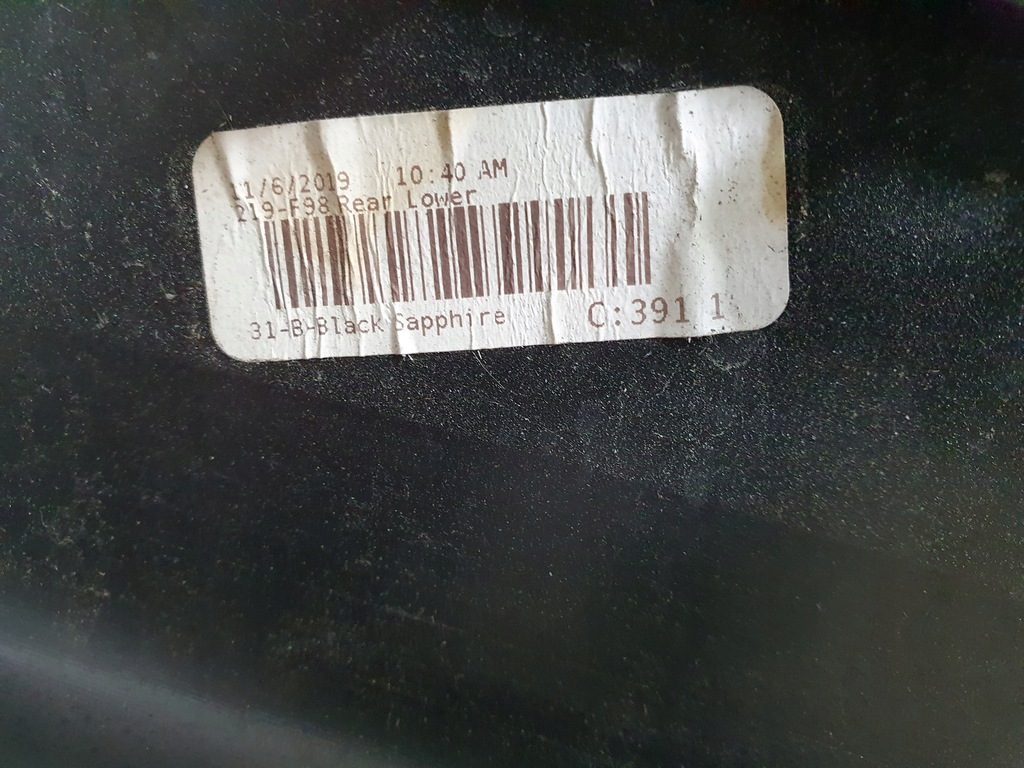 11/6/2019 10:40 AM
219-F98 Rear Lower
31-B-Black Sapphire C:391 1